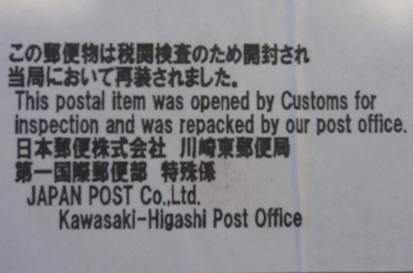 この郵便物は税関検査のため開封され
当局において再装されました。
This postal item was opened by Customs for
inspection and was repacked by our post office.
日本郵便株式会社 川崎東郵便局
第一国際郵便部 特殊係
JAPAN POST Co.,Ltd.
Kawasaki-Higashi Post Office